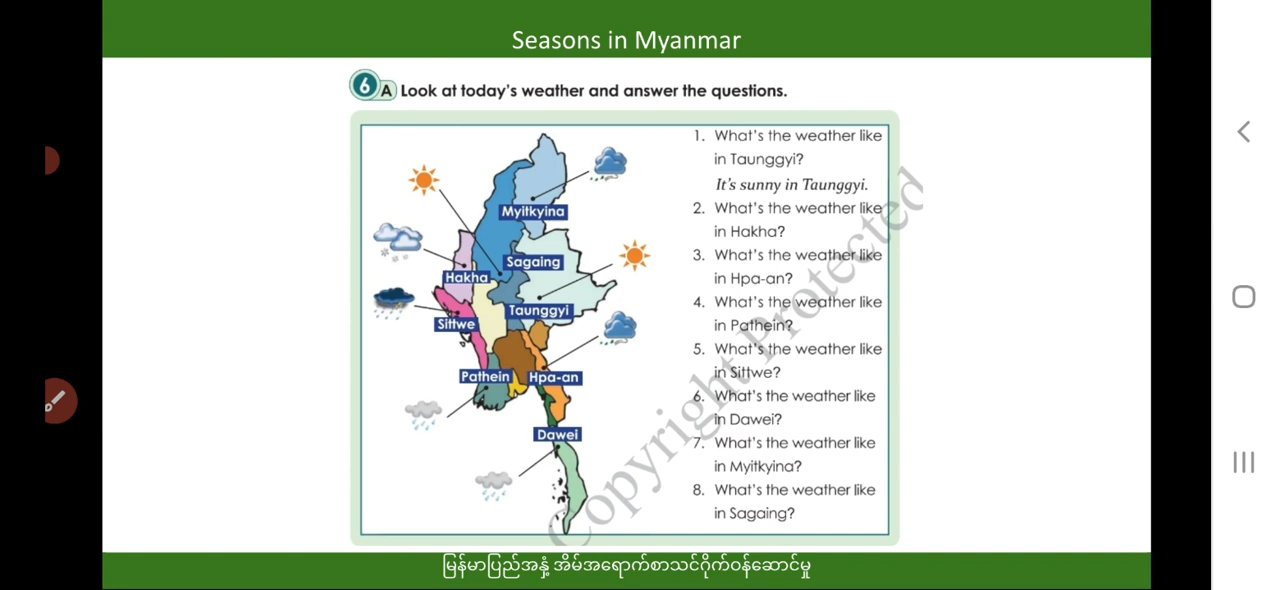 Seasons in Myanmar
6 A Look at today's weather and answer the questions.
1. What's the weather like
in Taunggyi?
It's sunny in Taunggyi.
2. What's the weather like
in Hakha?
3. What's the weather like
in Hpa-an?
4. What's the weather like
in Pathein?
5. What's the weather like
in Sittwe?
6. What's the weather like
in Dawei?
7. What's the weather like
in Myitkyina?
8. What's the weather like
in Sagaing?
Myitkyina
Sagaing
Hakha
Taunggyi
Sittwe
Pathein
Hpa-an
Dawei
Copyright Protected
မြန်မာပြည်အနှံ့ အိမ်အရောက်စာသင်ဂိုက်ဝန်ဆောင်မှု